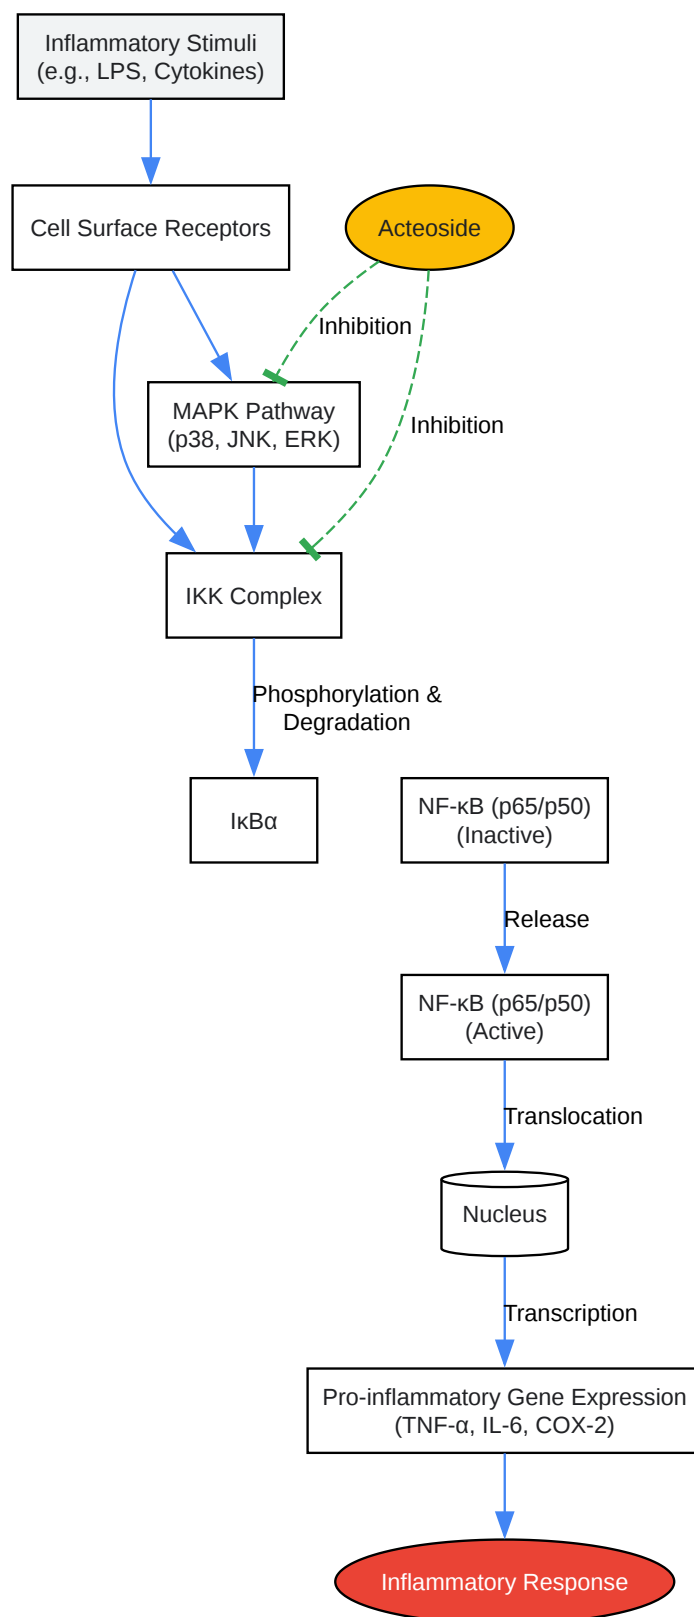 Inflammatory Stimuli
(e.g., LPS, Cytokines)
Cell Surface Receptors
Acteoside
Inhibition
MAPK Pathway
(p38, JNK, ERK)
Inhibition
IKK Complex
Phosphorylation &
Degradation
IκBα
NF-κB (p65/p50)
(Inactive)
Release
NF-κB (p65/p50)
(Active)
Translocation
Nucleus
Transcription
Pro-inflammatory Gene Expression
(TNF-α, IL-6, COX-2)
Inflammatory Response